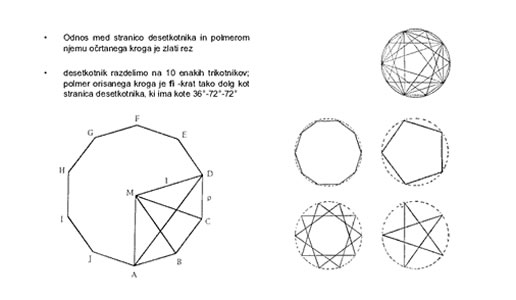 • Odnos med stranico desetkotnika in polmerom
njemu očrtanega kroga je zlati rez
• desetkotnik razdelimo na 10 enakih trikotnikov;
polmer orisanega kroga je fi -krat tako dolg kot
stranica desetkotnika, ki ima kote 36°-72°-72°
F
G
E
H
D
1
M
ρ
C
I
J
B
A